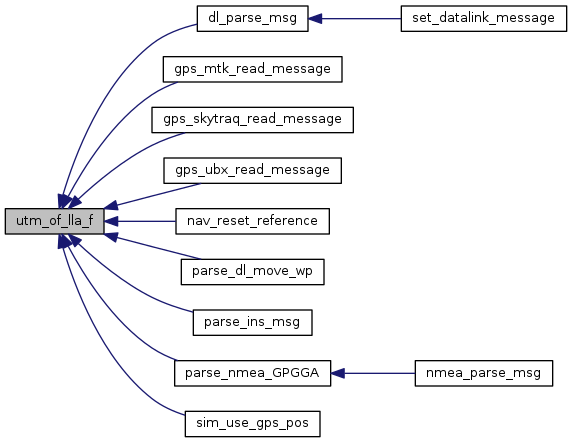 dl_parse_msg
set_datalink_message
gps_mtk_read_message
gps_skytraq_read_message
gps_ubx_read_message
utm_of_lla_f
nav_reset_reference
parse_dl_move_wp
parse_ins_msg
parse_nmea_GPGGA
nmea_parse_msg
sim_use_gps_pos